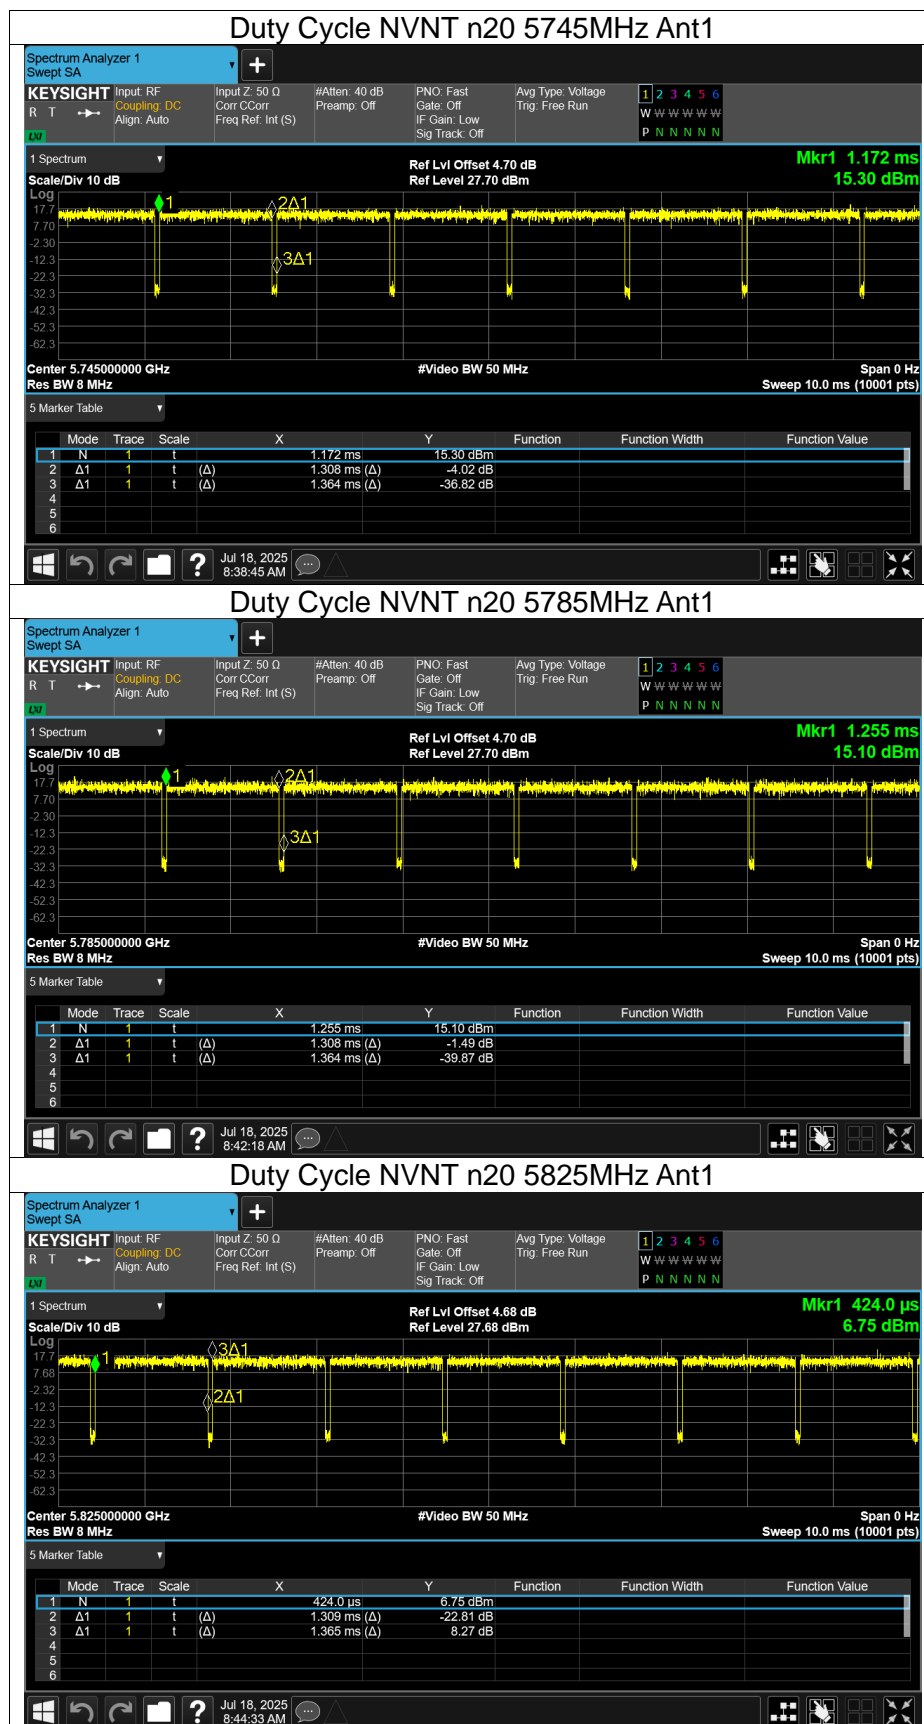 Duty Cycle NVNT n20 5745MHz Ant1
Spectrum Analyzer 1
Swept SA
KEYSIGHT Input: RF Input Z: 50 Ω #Atten: 40 dB PNO: Fast Avg Type: Voltage 1 2 3 4 5 6
R T Coupling: DC Corr CCorr Preamp: Off Gate: Off Trig: Free Run W W W W W W
Align: Auto Freq Ref: Int (S) IF Gain: Low
LXI Sig Track: Off P N N N N N
1 Spectrum Ref Lvl Offset 4.70 dB Mkr1 1.172 ms
Scale/Div 10 dB Ref Level 27.70 dBm 15.30 dBm
Log
17.7 1 2Δ1
7.70
-2.30
-12.3 3Δ1
-22.3
-32.3
-42.3
-52.3
-62.3
Center 5.745000000 GHz #Video BW 50 MHz Span 0 Hz
Res BW 8 MHz Sweep 10.0 ms (10001 pts)
5 Marker Table
Mode Trace Scale X Y Function Function Width Function Value
1 N 1 t 1.172 ms 15.30 dBm
2 Δ1 1 t (Δ) 1.308 ms (Δ) -4.02 dB
3 Δ1 1 t (Δ) 1.364 ms (Δ) -36.82 dB
4
5
6
? Jul 18, 2025
8:38:45 AM
Duty Cycle NVNT n20 5785MHz Ant1
Spectrum Analyzer 1
Swept SA
KEYSIGHT Input: RF Input Z: 50 Ω #Atten: 40 dB PNO: Fast Avg Type: Voltage 1 2 3 4 5 6
R T Coupling: DC Corr CCorr Preamp: Off Gate: Off Trig: Free Run W W W W W W
Align: Auto Freq Ref: Int (S) IF Gain: Low
LXI Sig Track: Off P N N N N N
1 Spectrum Ref Lvl Offset 4.70 dB Mkr1 1.255 ms
Scale/Div 10 dB Ref Level 27.70 dBm 15.10 dBm
Log
17.7 1 2Δ1
7.70
-2.30
-12.3 3Δ1
-22.3
-32.3
-42.3
-52.3
-62.3
Center 5.785000000 GHz #Video BW 50 MHz Span 0 Hz
Res BW 8 MHz Sweep 10.0 ms (10001 pts)
5 Marker Table
Mode Trace Scale X Y Function Function Width Function Value
1 N 1 t 1.255 ms 15.10 dBm
2 Δ1 1 t (Δ) 1.308 ms (Δ) -1.49 dB
3 Δ1 1 t (Δ) 1.364 ms (Δ) -39.87 dB
4
5
6
? Jul 18, 2025
8:42:18 AM
Duty Cycle NVNT n20 5825MHz Ant1
Spectrum Analyzer 1
Swept SA
KEYSIGHT Input: RF Input Z: 50 Ω #Atten: 40 dB PNO: Fast Avg Type: Voltage 1 2 3 4 5 6
R T Coupling: DC Corr CCorr Preamp: Off Gate: Off Trig: Free Run W W W W W W
Align: Auto Freq Ref: Int (S) IF Gain: Low
LXI Sig Track: Off P N N N N N
1 Spectrum Ref Lvl Offset 4.68 dB Mkr1 424.0 µs
Scale/Div 10 dB Ref Level 27.68 dBm 6.75 dBm
Log 3Δ1
17.7 1
7.68
-2.32 2Δ1
-12.3
-22.3
-32.3
-42.3
-52.3
-62.3
Center 5.825000000 GHz #Video BW 50 MHz Span 0 Hz
Res BW 8 MHz Sweep 10.0 ms (10001 pts)
5 Marker Table
Mode Trace Scale X Y Function Function Width Function Value
1 N 1 t 424.0 µs 6.75 dBm
2 Δ1 1 t (Δ) 1.309 ms (Δ) -22.81 dB
3 Δ1 1 t (Δ) 1.365 ms (Δ) 8.27 dB
4
5
6
? Jul 18, 2025
8:44:33 AM